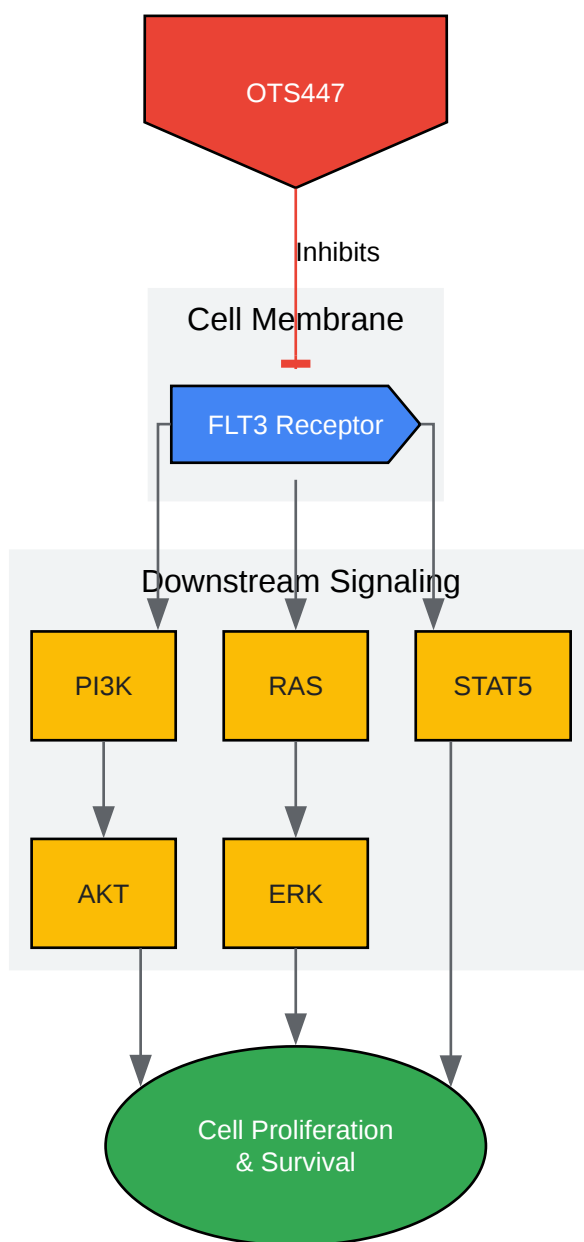 OTS447
Inhibits
Cell Membrane
FLT3 Receptor
Downstream Signaling
PI3K
RAS
STAT5
AKT
ERK
Cell Proliferation
& Survival